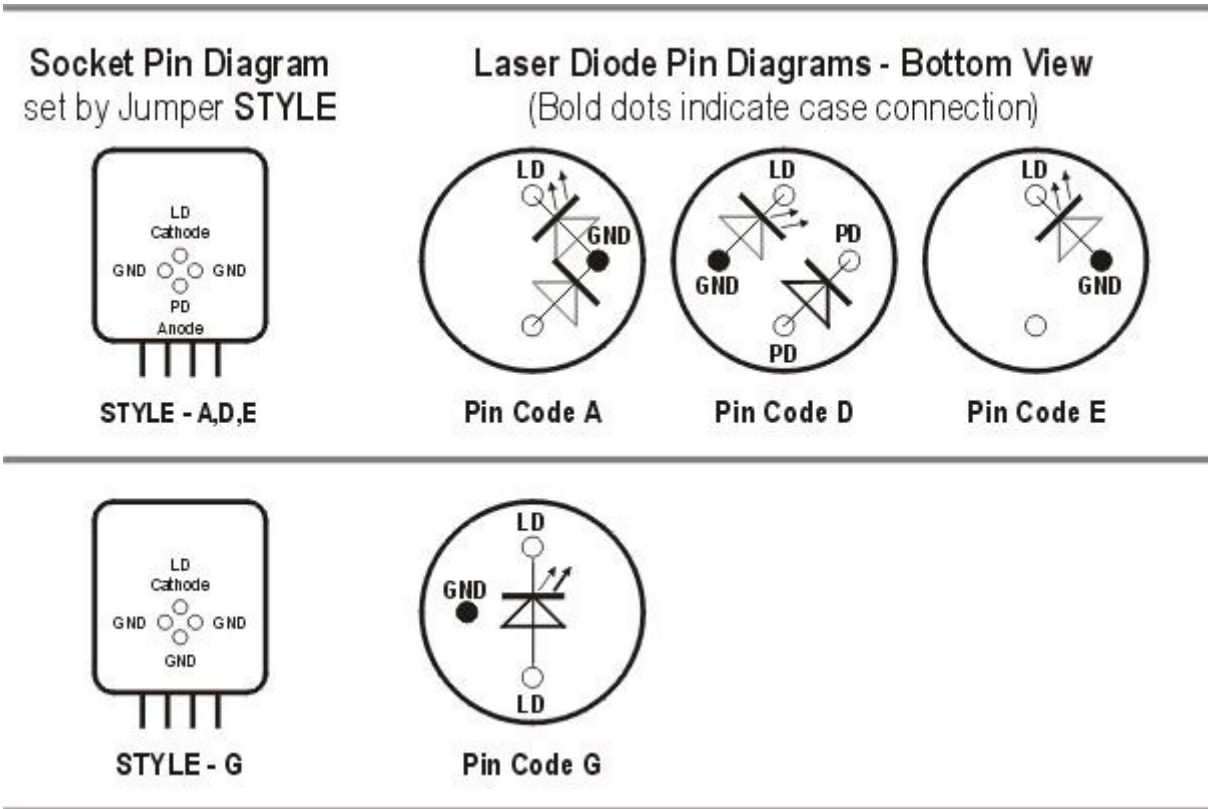 Socket Pin Diagram
set by Jumper STYLE
Laser Diode Pin Diagrams - Bottom View
(Bold dots indicate case connection)
LD
Cathode
GND GND
PD
Anode
STYLE - A,D,E
LD
GND
Pin Code A
LD
PD
GND
PD
Pin Code D
LD
GND
Pin Code E
LD
Cathode
GND GND
GND
STYLE - G
LD
GND
LD
Pin Code G